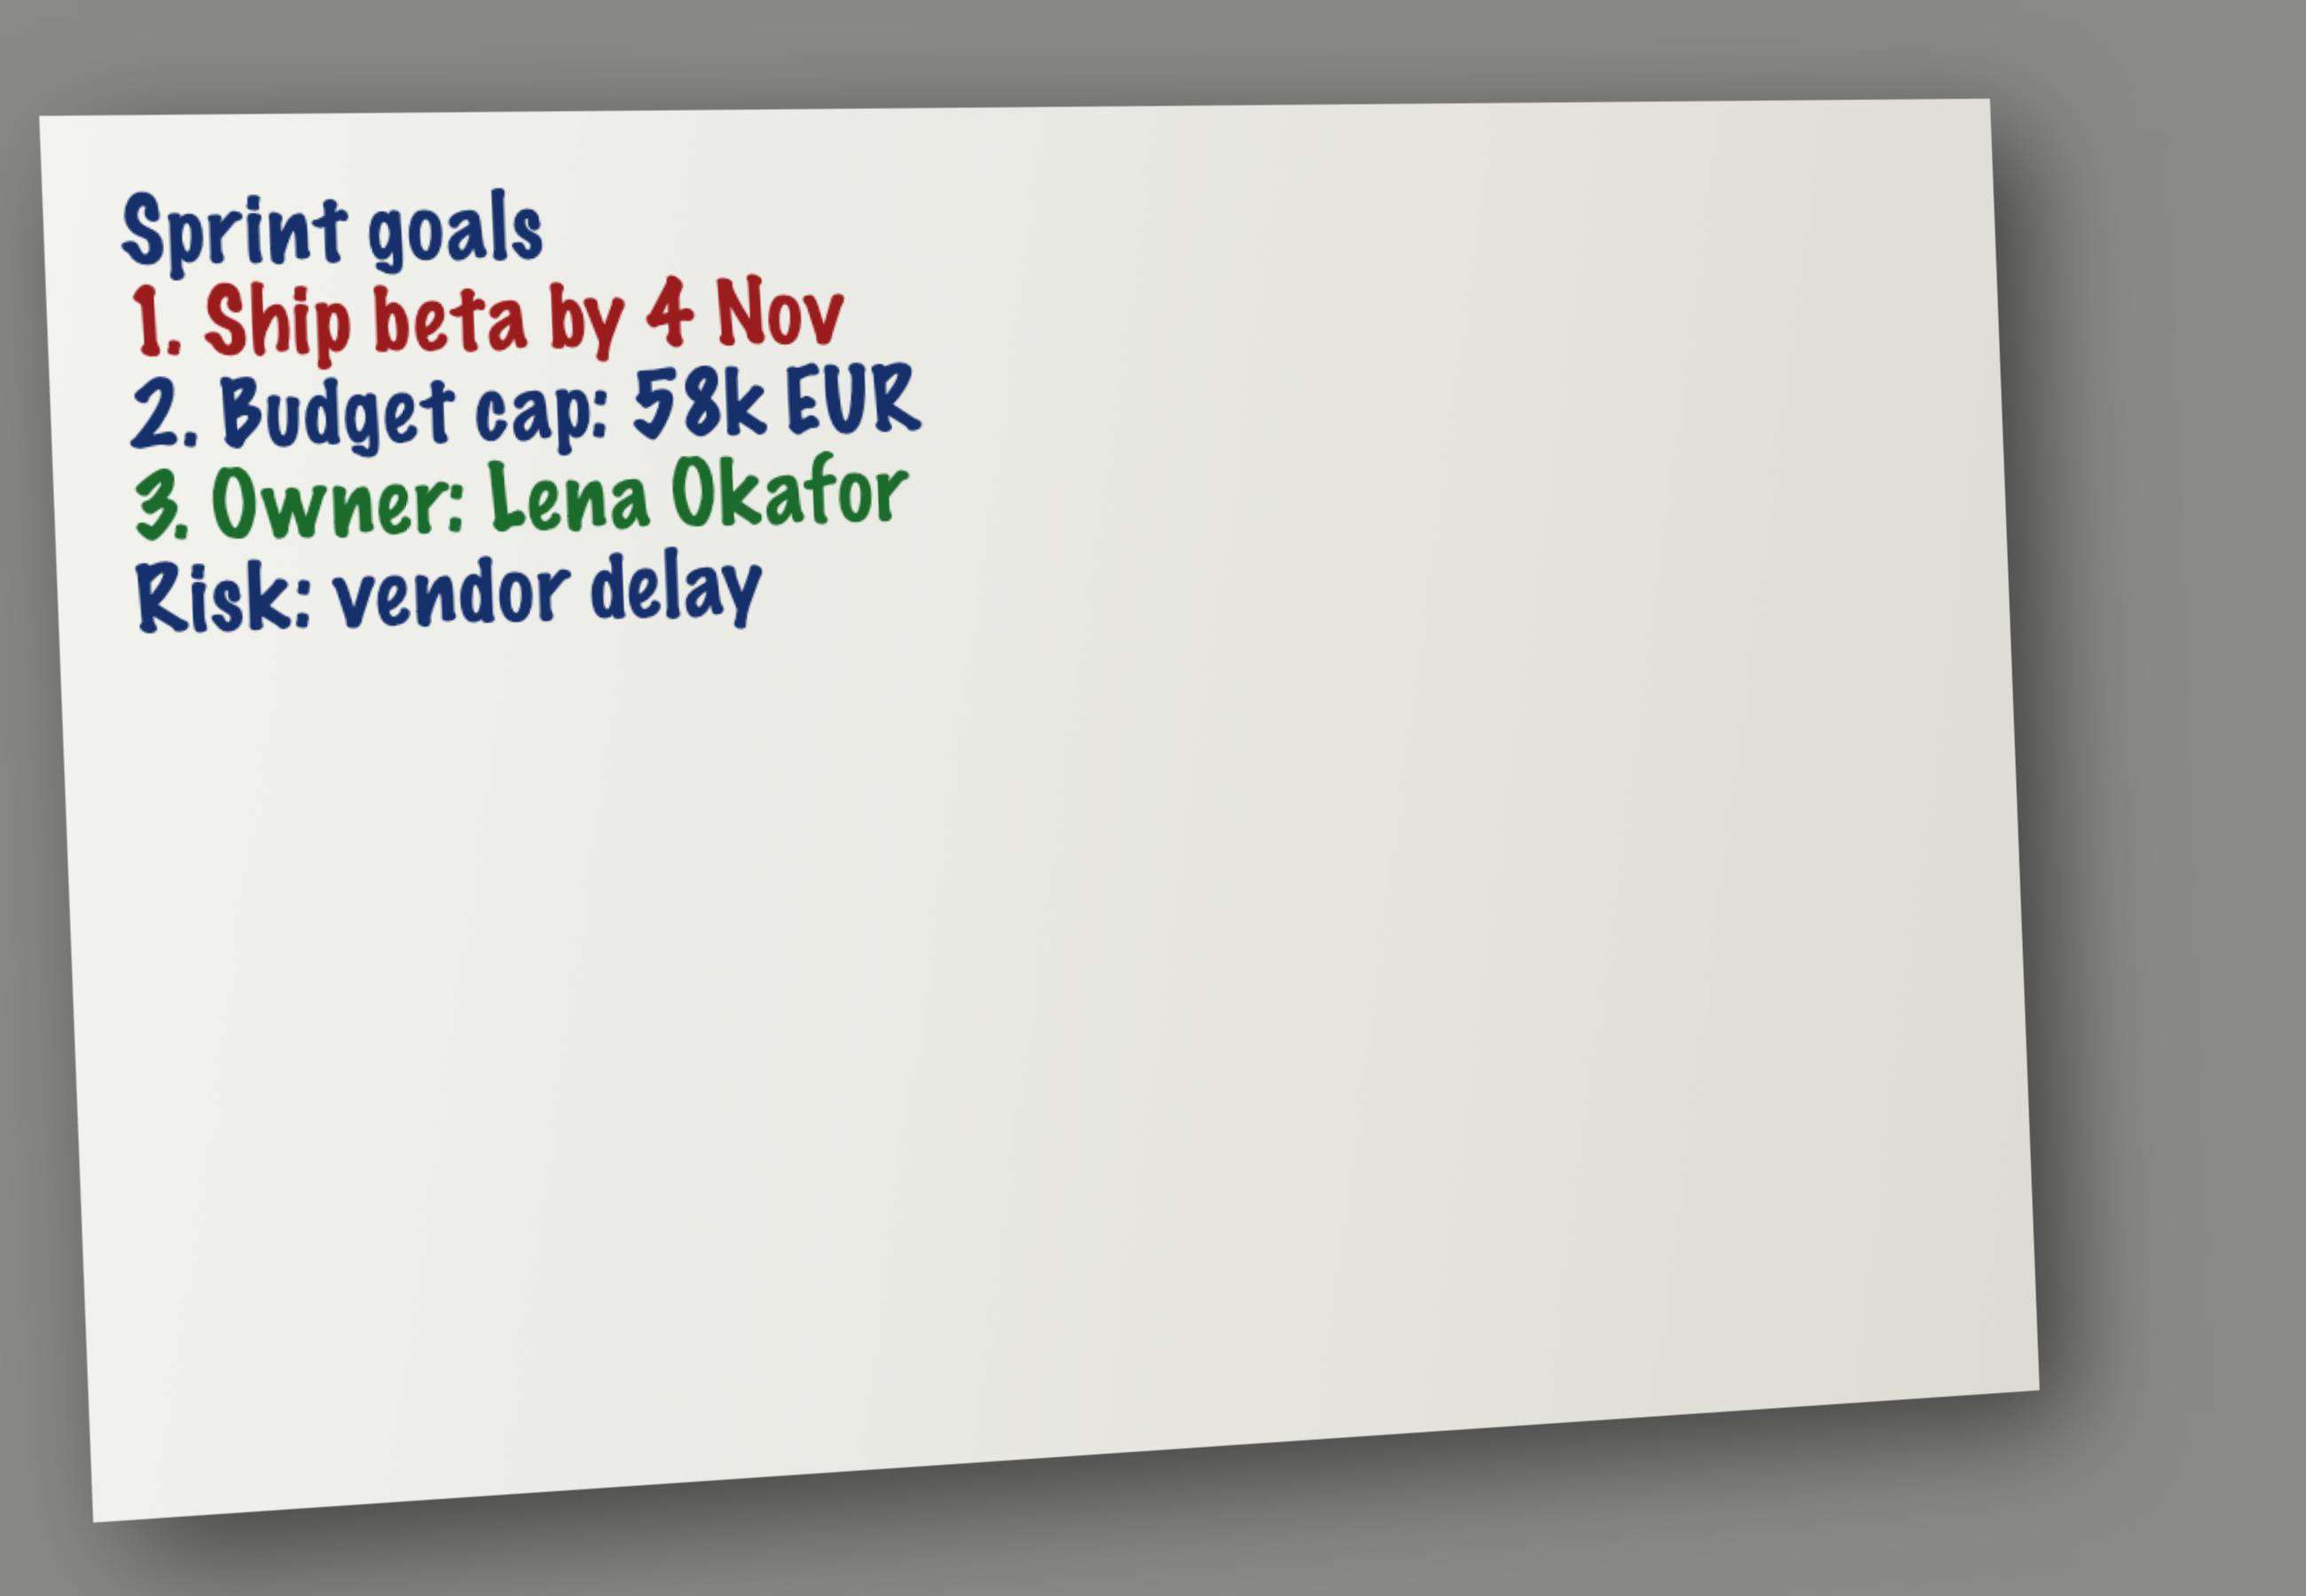 Sprint goals
1. Ship beta by 4 Nov
2. Budget cap: 58k EUR
3. Owner: Lena Okafor
Risk: vendor delay